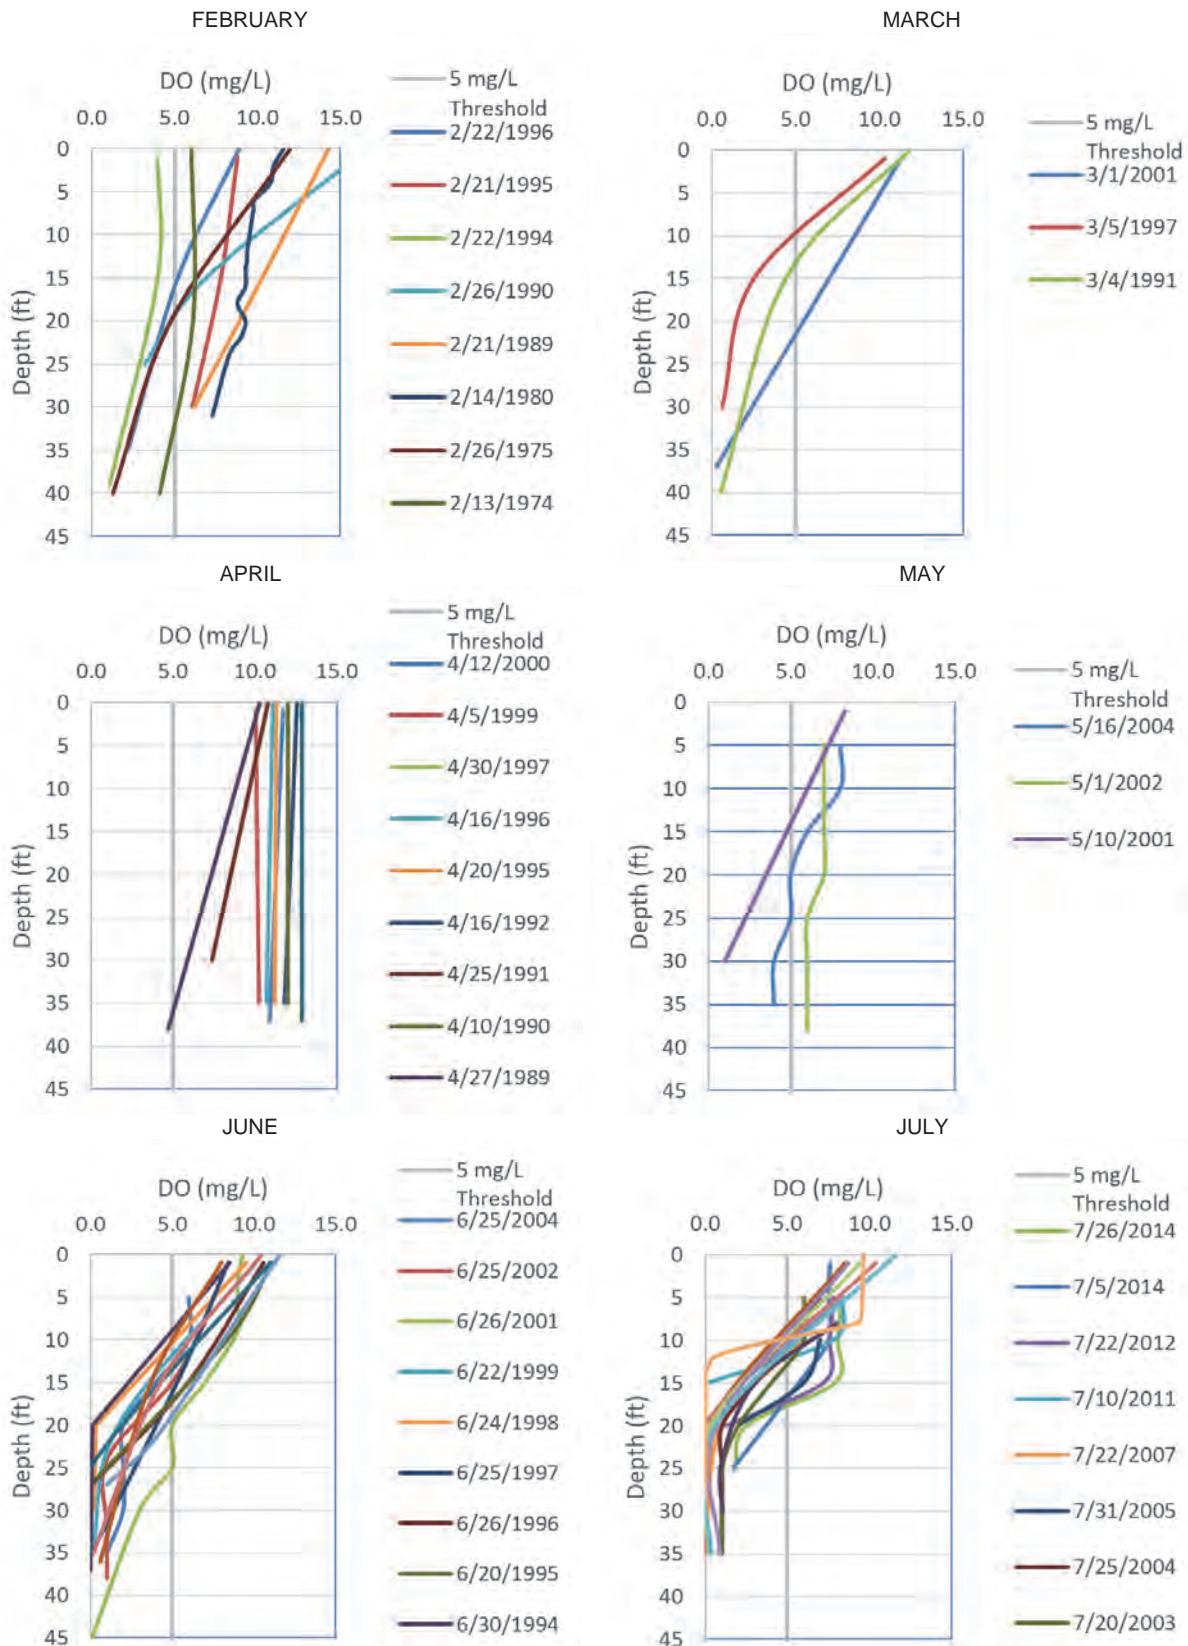 FEBRUARY
DO (mg/L)
0.0 5.0 10.0 15.0
0
5
10
15
20
25
30
35
40
45
Depth (ft)
5 mg/L
Threshold
2/22/1996
2/21/1995
2/22/1994
2/26/1990
2/21/1989
2/14/1980
2/26/1975
2/13/1974
MARCH
DO (mg/L)
0.0 5.0 10.0 15.0
0
5
10
15
20
25
30
35
40
45
Depth (ft)
5 mg/L
Threshold
3/1/2001
3/5/1997
3/4/1991
APRIL
DO (mg/L)
0.0 5.0 10.0 15.0
0
5
10
15
20
25
30
35
40
45
Depth (ft)
5 mg/L
Threshold
4/12/2000
4/5/1999
4/30/1997
4/16/1996
4/20/1995
4/16/1992
4/25/1991
4/10/1990
4/27/1989
MAY
DO (mg/L)
0.0 5.0 10.0 15.0
0
5
10
15
20
25
30
35
40
45
Depth (ft)
5 mg/L
Threshold
5/16/2004
5/1/2002
5/10/2001
JUNE
DO (mg/L)
0.0 5.0 10.0 15.0
0
5
10
15
20
25
30
35
40
45
Depth (ft)
5 mg/L
Threshold
6/25/2004
6/25/2002
6/26/2001
6/22/1999
6/24/1998
6/25/1997
6/26/1996
6/20/1995
6/30/1994
JULY
DO (mg/L)
0.0 5.0 10.0 15.0
0
5
10
15
20
25
30
35
40
45
Depth (ft)
5 mg/L
Threshold
7/26/2014
7/5/2014
7/22/2012
7/10/2011
7/22/2007
7/31/2005
7/25/2004
7/20/2003